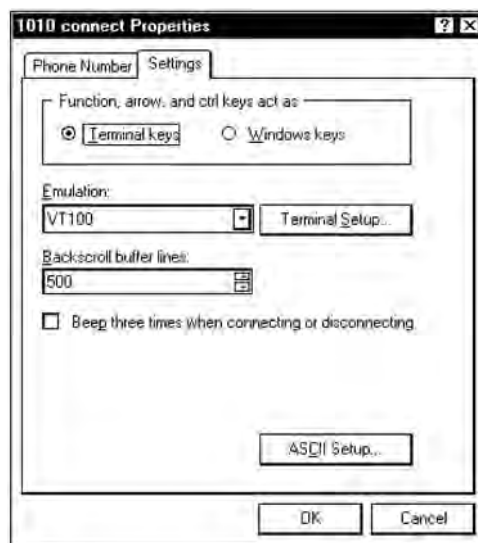 1010 connect Properties
Phone Number Settings
Function, arrow, and ctrl keys act as
Terminal keys Windows keys
Emulation:
VT100 Terminal Setup...
Backscroll buffer lines:
500
Beep three times when connecting or disconnecting
ASCII Setup...
OK Cancel